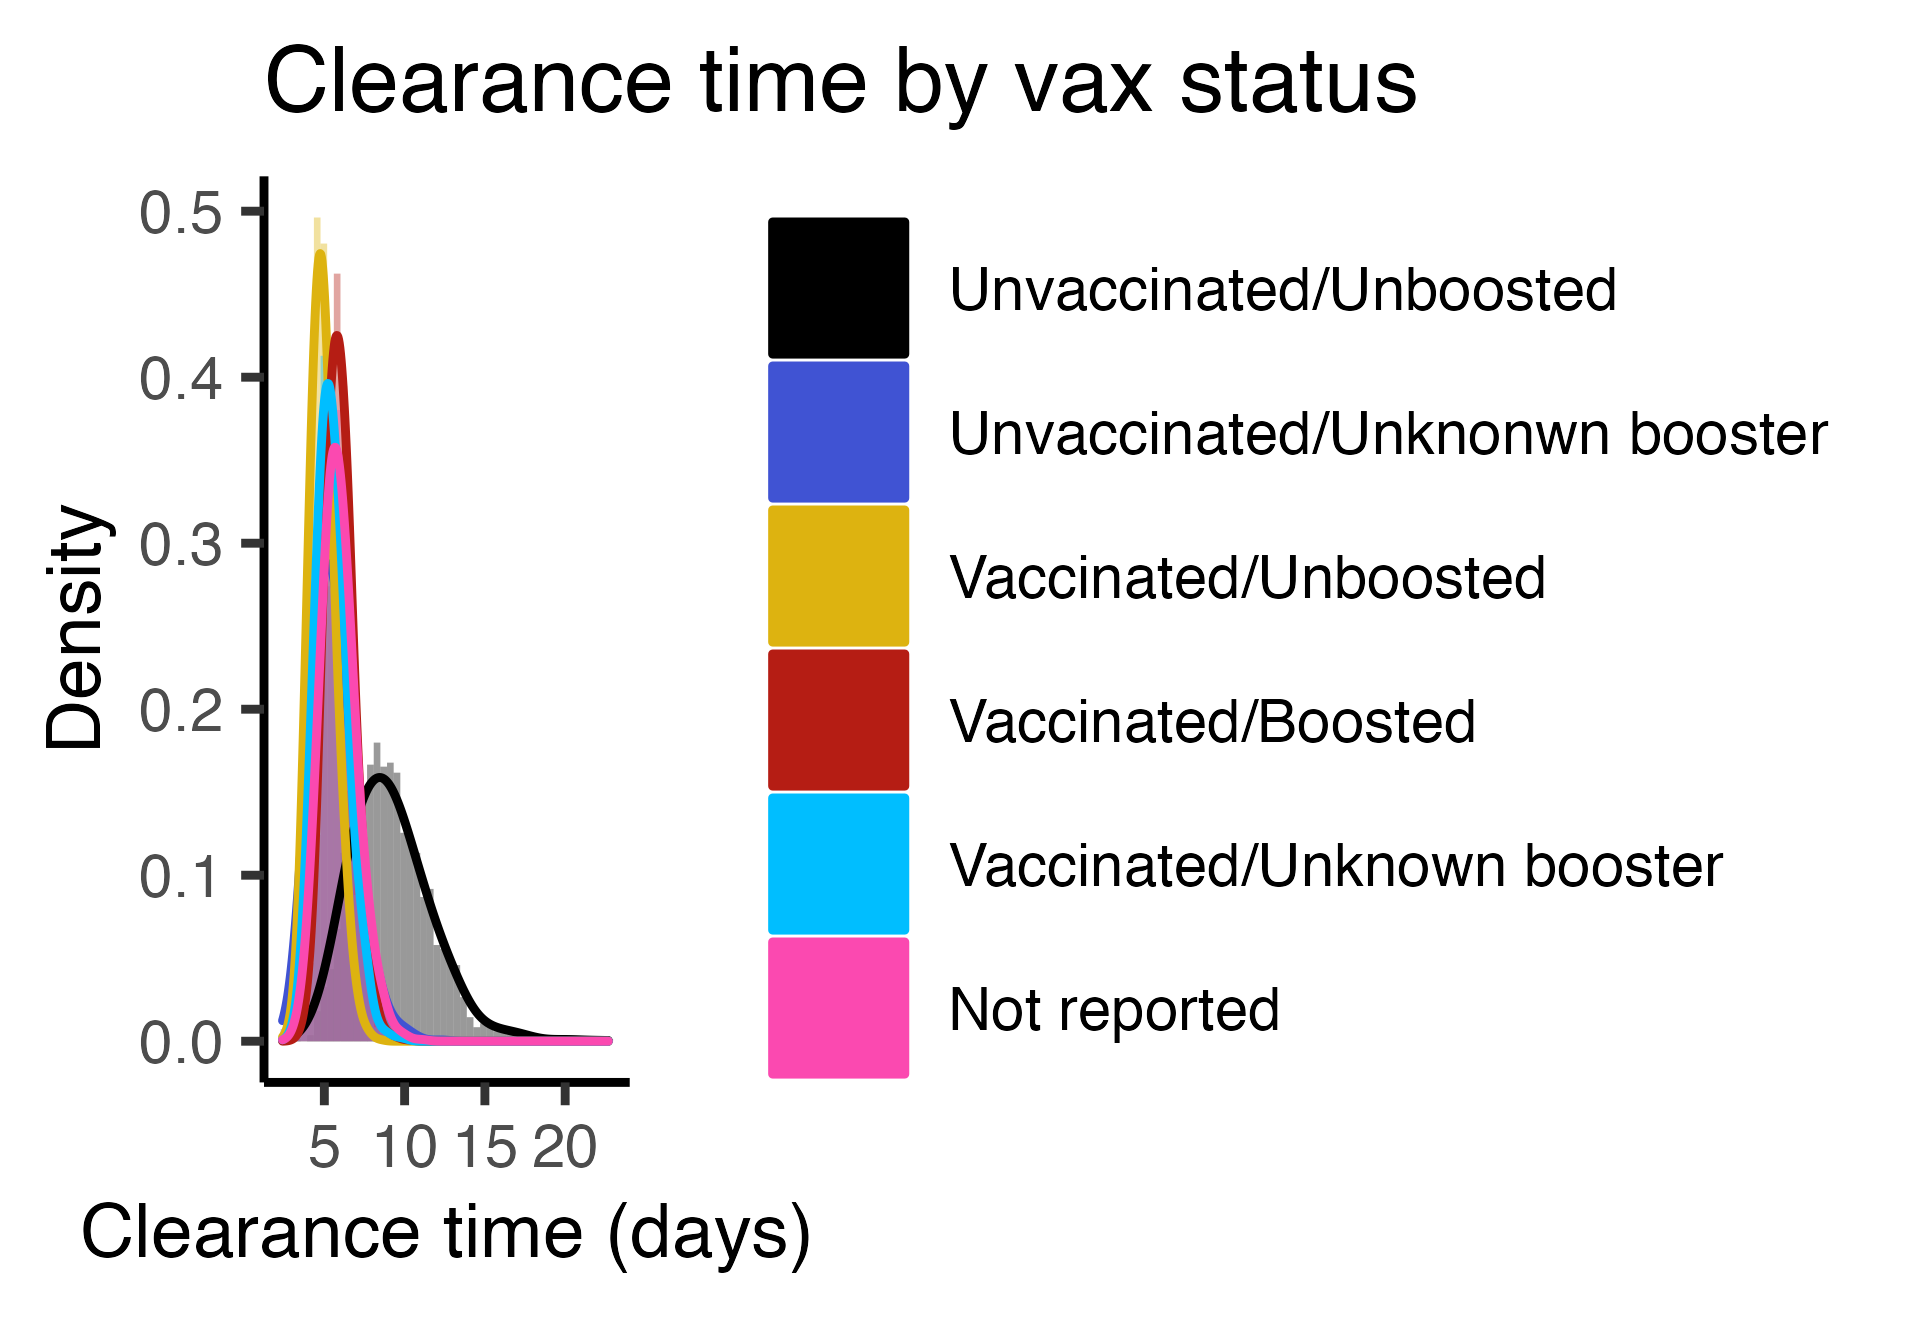 Clearance time by vax status
0.5
0.4
0.3
0.2
0.1
0.0
Density
5 10 15 20
Clearance time (days)
Unvaccinated/Unboosted
Unvaccinated/Unknonwn booster
Vaccinated/Unboosted
Vaccinated/Boosted
Vaccinated/Unknown booster
Not reported